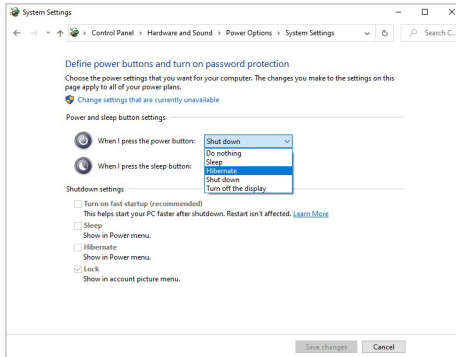 System Settings
Control Panel > Hardware and Sound > Power Options > System Settings
Search C...
Define power buttons and turn on password protection
Choose the power settings that you want for your computer. The changes you make to the settings on this
page apply to all of your power plans.
Change settings that are currently unavailable
Power and sleep button settings
When I press the power button:
Shut down
Do nothing
Sleep
Hibernate
Shut down
Turn off the display
When I press the sleep button:
Shutdown settings
Turn on fast startup (recommended)
This helps start your PC faster after shutdown. Restart isn't affected. Learn More
Sleep
Show in Power menu.
Hibernate
Show in Power menu.
Lock
Show in account picture menu.
Save changes
Cancel